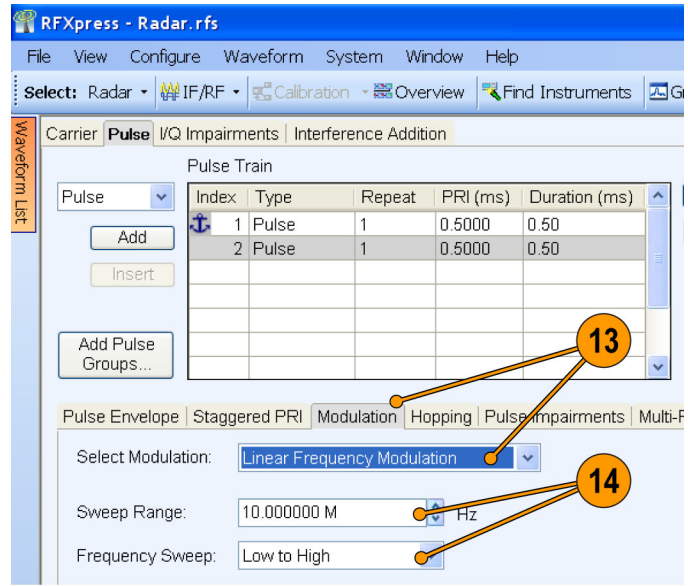 RFXpress - Radar.rfs
File View Configure Waveform System Window Help
Select: Radar IF/RF Calibration Overview Find Instruments
Waveform List
Carrier Pulse I/Q Impairments Interference Addition
Pulse Train
Pulse
Index Type Repeat PRI (ms) Duration (ms)
1 Pulse 1 0.5000 0.50
Add
2 Pulse 1 0.5000 0.50
Insert
Add Pulse
Groups...
13
Pulse Envelope Staggered PRI Modulation Hopping Pulse Impairments
Select Modulation: Linear Frequency Modulation
14
Sweep Range: 10.000000 M Hz
Frequency Sweep: Low to High